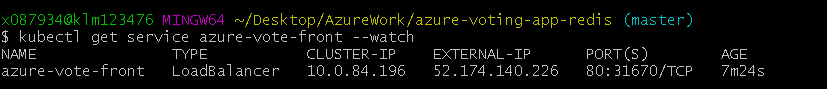 x087934@klm123476 MINGW64 ~/Desktop/AzureWork/azure-voting-app-redis (master)
$ kubectl get service azure-vote-front --watch
NAME TYPE CLUSTER-IP EXTERNAL-IP PORT(S) AGE
azure-vote-front LoadBalancer 10.0.84.196 52.174.140.226 80:31670/TCP 7m24s